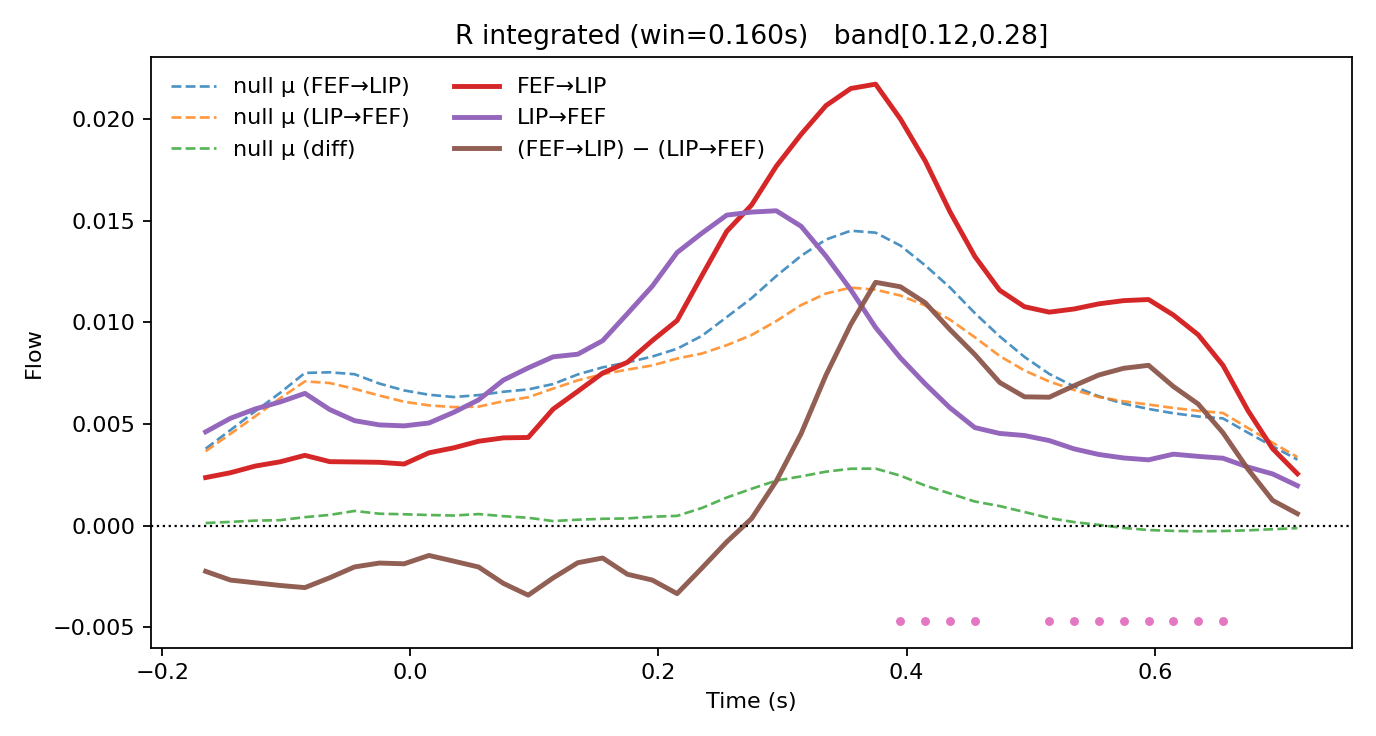 R integrated (win=0.160s)   band[0.12,0.28]
null μ (FEF→LIP)
null μ (LIP→FEF)
null μ (diff)
FEF→LIP
LIP→FEF
(FEF→LIP) − (LIP→FEF)
0.020
0.015
0.010
0.005
0.000
−0.005
Flow
−0.2
0.0
0.2
0.4
0.6
Time (s)